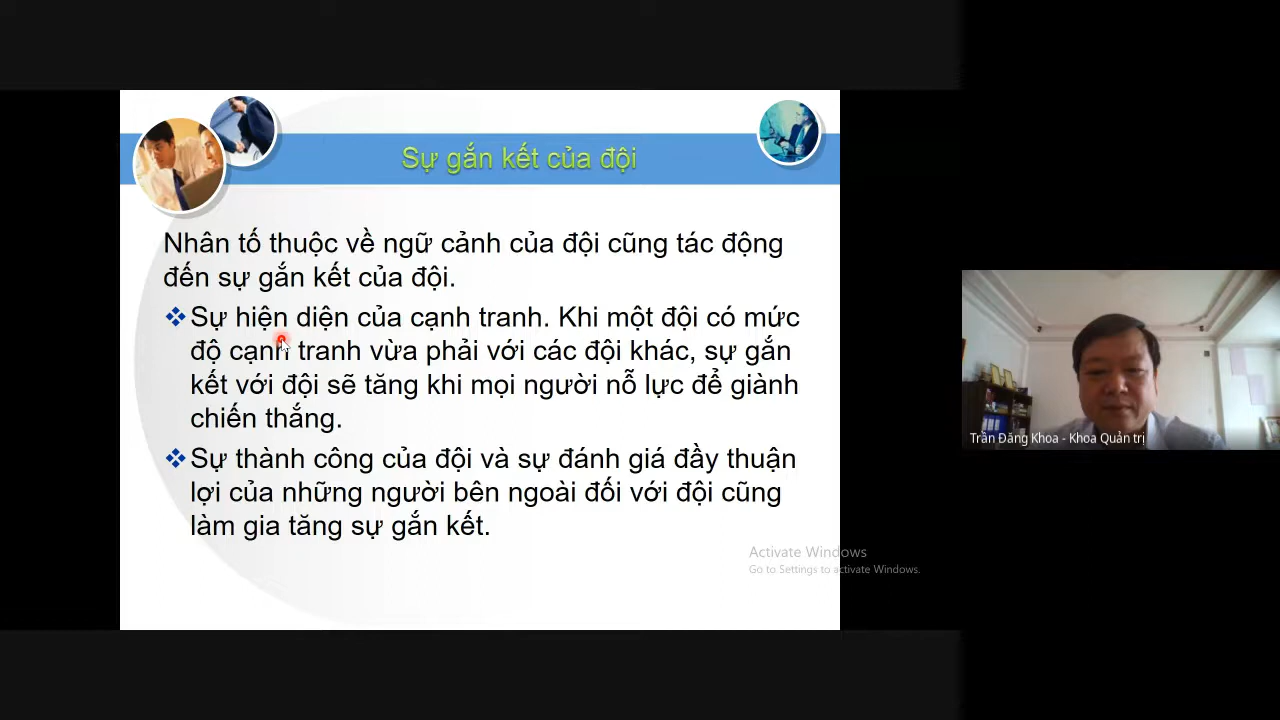 Sự gắn kết của đội
Nhân tố thuộc về ngữ cảnh của đội cũng tác động
đến sự gắn kết của đội.
Sự hiện diện của cạnh tranh. Khi một đội có mức
độ cạnh tranh vừa phải với các đội khác, sự gắn
kết với đội sẽ tăng khi mọi người nỗ lực để giành
chiến thắng.
Sự thành công của đội và sự đánh giá đầy thuận
lợi của những người bên ngoài đối với đội cũng
làm gia tăng sự gắn kết.
Activate Windows
Go to Settings to activate Windows.
Trần Đăng Khoa - Khoa Quản trị